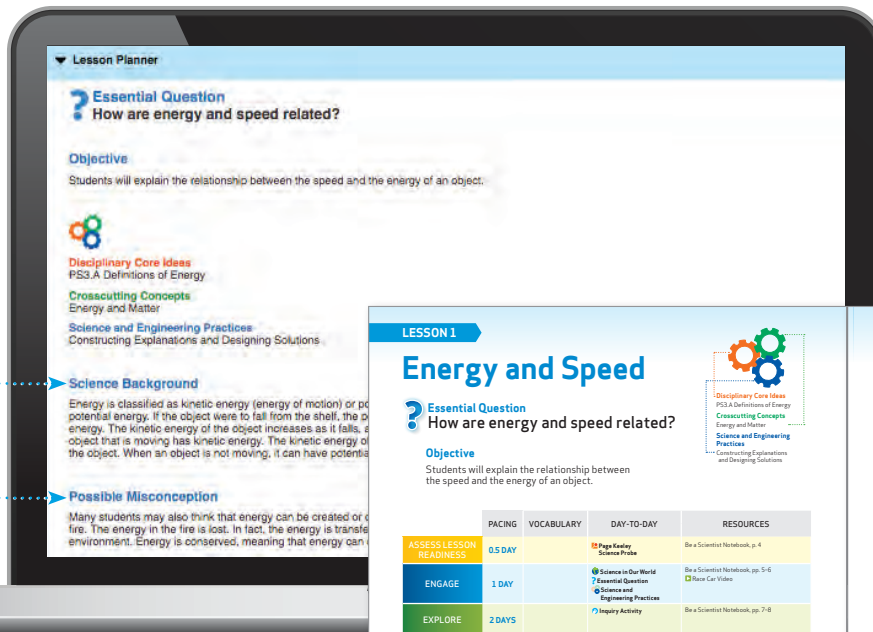 Lesson Planner
Essential Question
How are energy and speed related?
Objective
Students will explain the relationship between the speed and the energy of an object.
Disciplinary Core Ideas
PS3.A Definitions of Energy
Crosscutting Concepts
Energy and Matter
Science and Engineering Practices
Constructing Explanations and Designing Solutions
Science Background
Energy is classified as kinetic energy (energy of motion) or
potential energy. If the object were to fall from the shelf, the
energy. The kinetic energy of the object increases as it falls,
object that is moving has kinetic energy. The kinetic energy
the object. When an object is not moving, it can have
Possible Misconception
Many students may also think that energy can be created or
fire. The energy in the fire is lost. In fact, the energy is
environment. Energy is conserved, meaning that energy can
LESSON 1
Energy and Speed
Essential Question
How are energy and speed related?
Objective
Students will explain the relationship between
the speed and the energy of an object.
Disciplinary Core Ideas
PS3.A Definitions of Energy
Crosscutting Concepts
Energy and Matter
Science and Engineering
Practices
Constructing Explanations
and Designing Solutions
PACING VOCABULARY DAY-TO-DAY RESOURCES
ASSESS LESSON
READINESS
0.5 DAY
Page Keeley
Science Probe
Be a Scientist Notebook, p. 4
ENGAGE
1 DAY
Science in Our World
Essential Question
Science and
Engineering Practices
Be a Scientist Notebook, pp. 5–6
Race Car Video
EXPLORE
2 DAYS
Inquiry Activity
Be a Scientist Notebook, pp. 7–8